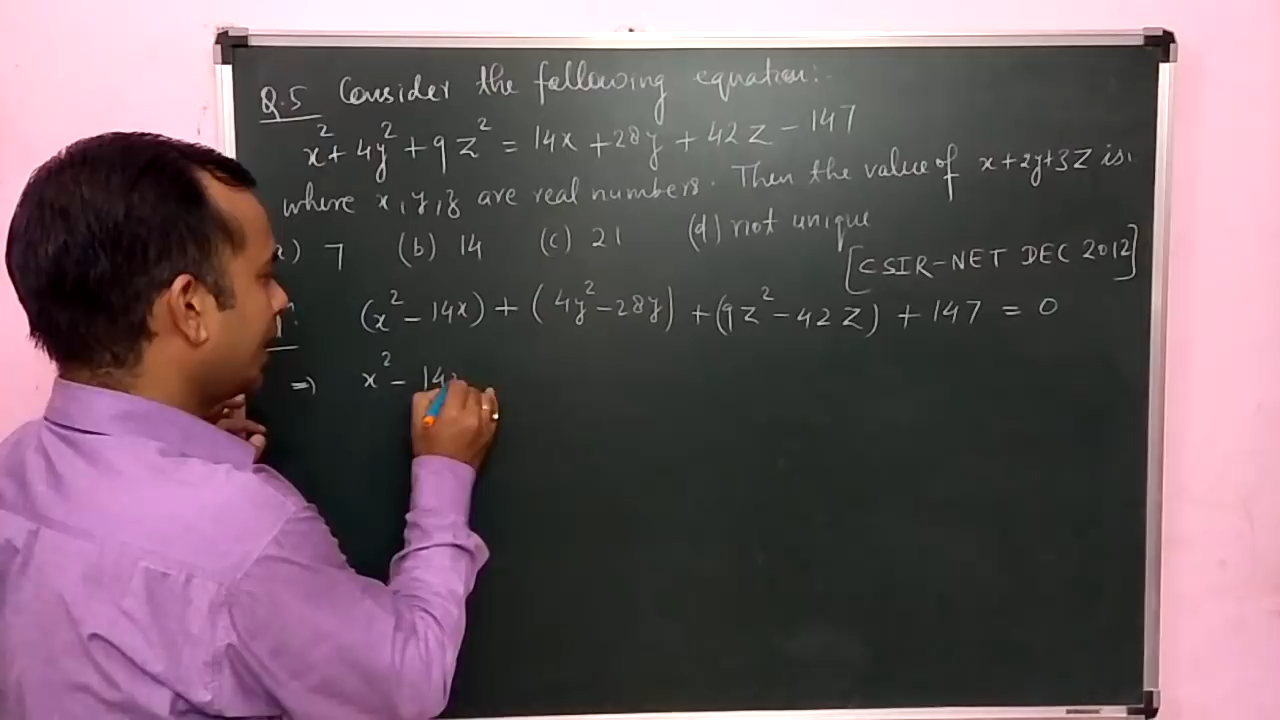 Q.5 Consider the following equation:-
x² + 4y² + 9z² = 14x + 28y + 42z - 147
where x, y, z are real numbers. Then the value of x+2y+3z is.
) 7 (b) 14 (c) 21 (d) not unique
[CSIR-NET DEC 2012]
(x² - 14x) + (4y² - 28y) + (9z² - 42z) + 147 = 0
⇒ x² - 14